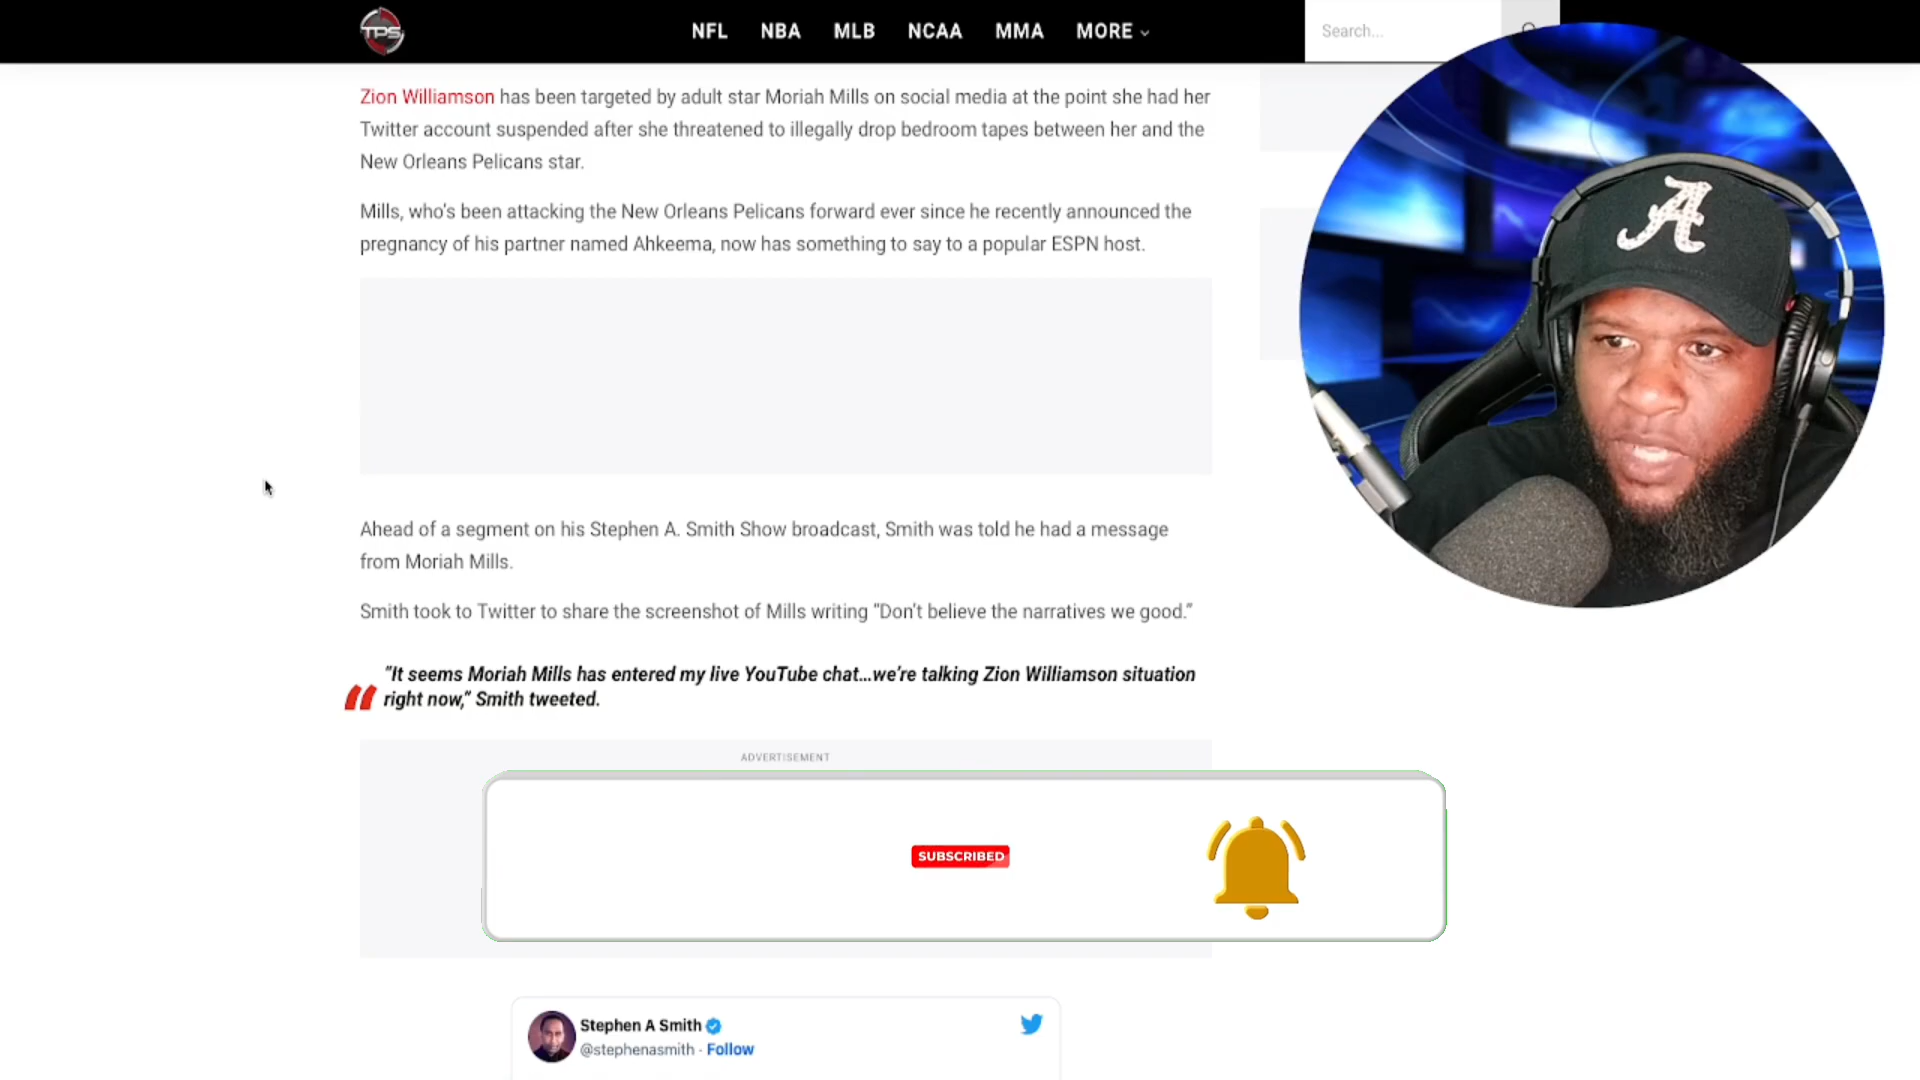 TPS
NFL NBA MLB NCAA MMA MORE
Search...
Zion Williamson has been targeted by adult star Moriah Mills on social media at the point she had her
Twitter account suspended after she threatened to illegally drop bedroom tapes between her and the
New Orleans Pelicans star.
Mills, who's been attacking the New Orleans Pelicans forward ever since he recently announced the
pregnancy of his partner named Ahkeema, now has something to say to a popular ESPN host.
Ahead of a segment on his Stephen A. Smith Show broadcast, Smith was told he had a message
from Moriah Mills.
Smith took to Twitter to share the screenshot of Mills writing “Don't believe the narratives we good.”
"It seems Moriah Mills has entered my live YouTube chat…we're talking Zion Williamson situation
right now,” Smith tweeted.
ADVERTISEMENT
SUBSCRIBED
Stephen A Smith
@stephenasmith · Follow
A